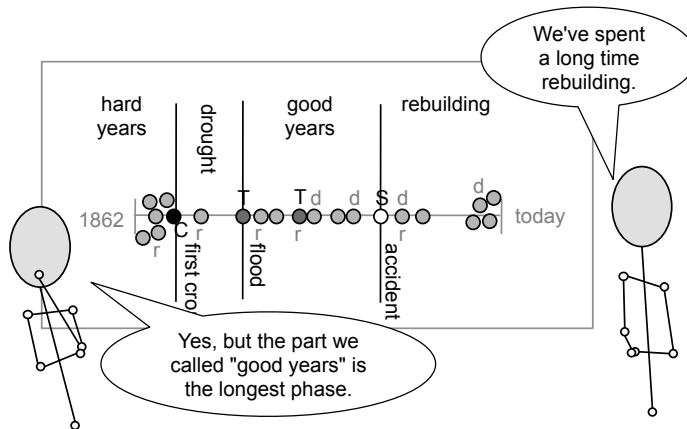 We've spent
a long time
rebuilding.
hard
years
drought
good
years
rebuilding
T
T
d
d
S
d
d
1862
today
C
r
r
r
r
r
first cro
flood
accident
Yes, but the part we
called "good years" is
the longest phase.